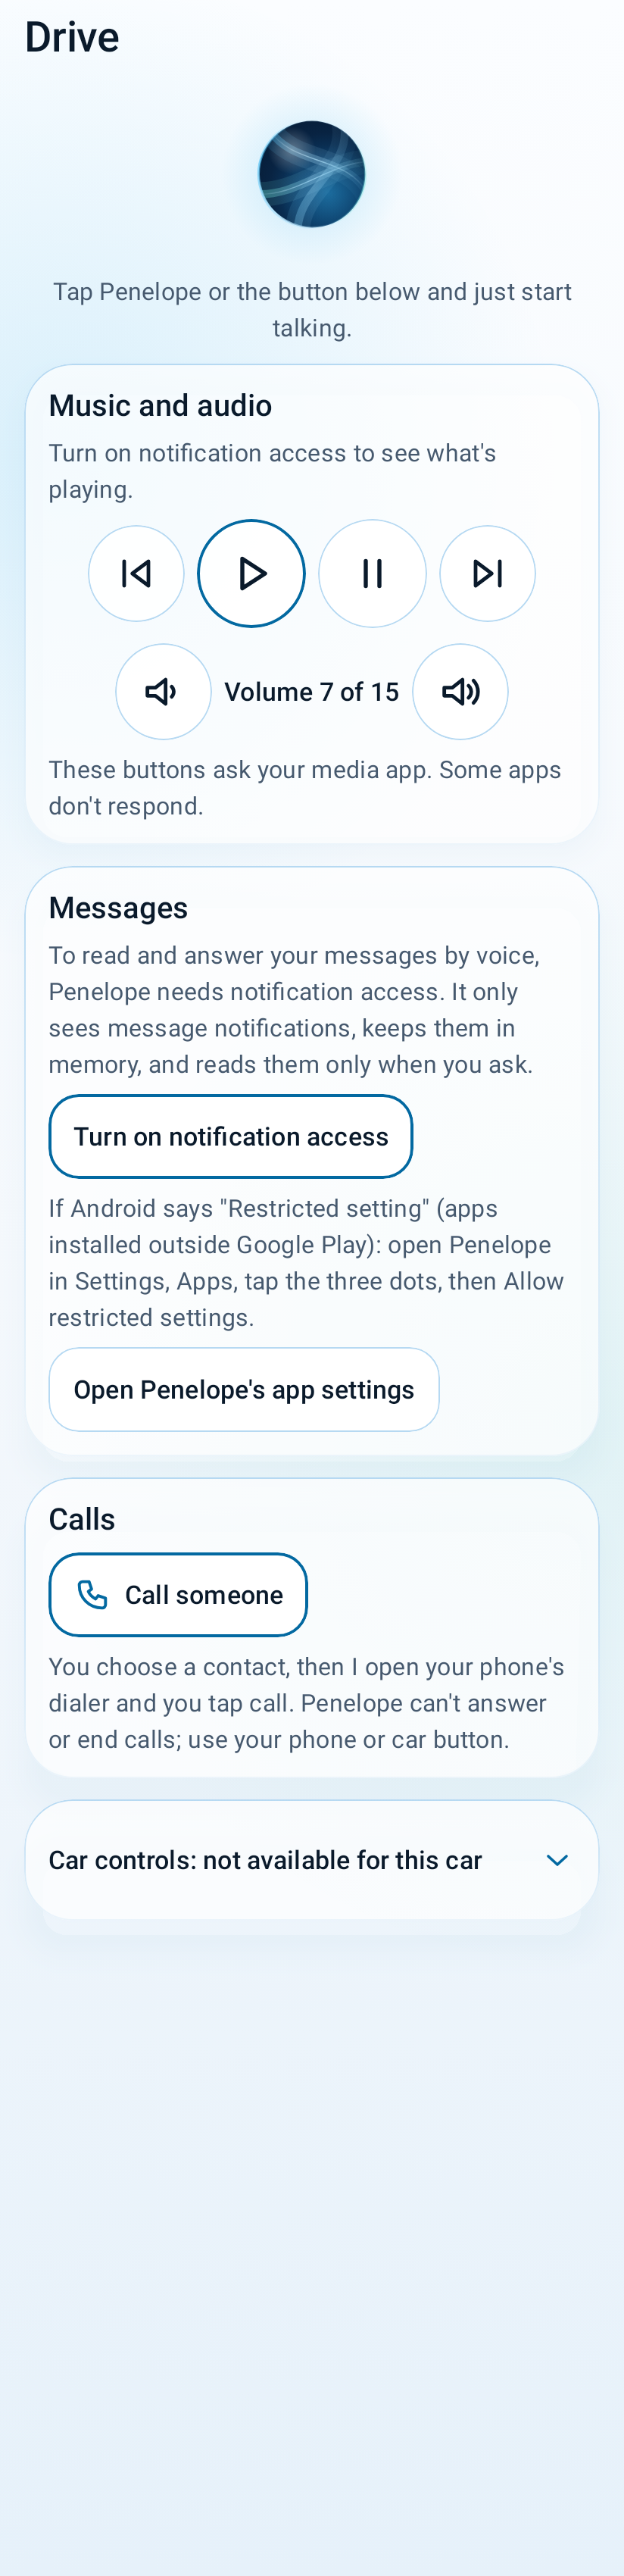 Drive
Tap Penelope or the button below and just start
talking.
Music and audio
Turn on notification access to see what's
playing.
Volume 7 of 15
These buttons ask your media app. Some apps
don't respond.
Messages
To read and answer your messages by voice,
Penelope needs notification access. It only
sees message notifications, keeps them in
memory, and reads them only when you ask.
Turn on notification access
If Android says "Restricted setting" (apps
installed outside Google Play): open Penelope
in Settings, Apps, tap the three dots, then Allow
restricted settings.
Open Penelope's app settings
Calls
Call someone
You choose a contact, then I open your phone's
dialer and you tap call. Penelope can't answer
or end calls; use your phone or car button.
Car controls: not available for this car